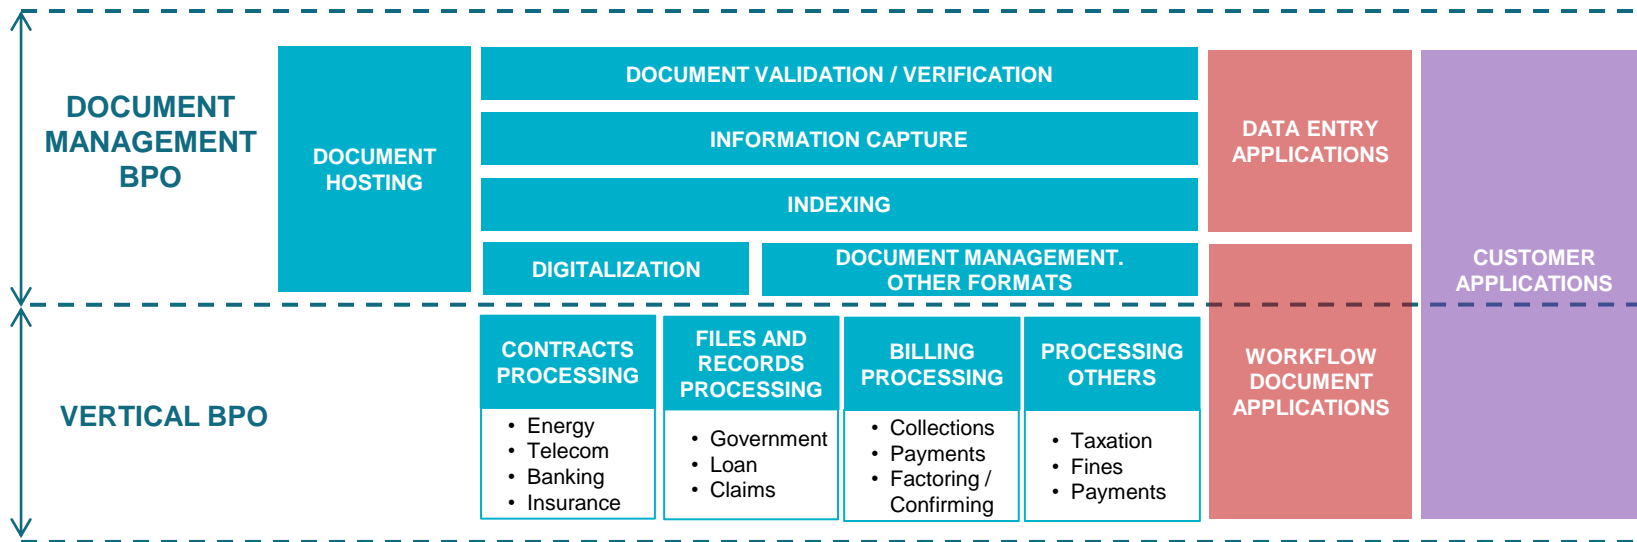 DOCUMENT
MANAGEMENT
BPO
DOCUMENT
HOSTING
DOCUMENT VALIDATION / VERIFICATION
INFORMATION CAPTURE
INDEXING
DIGITALIZATION
DOCUMENT MANAGEMENT.
OTHER FORMATS
DATA ENTRY
APPLICATIONS
CUSTOMER
APPLICATIONS
VERTICAL BPO
CONTRACTS
PROCESSING
• Energy
• Telecom
• Banking
• Insurance
FILES AND
RECORDS
PROCESSING
• Government
• Loan
• Claims
BILLING
PROCESSING
• Collections
• Payments
• Factoring /
Confirming
PROCESSING
OTHERS
• Taxation
• Fines
• Payments
WORKFLOW
DOCUMENT
APPLICATIONS